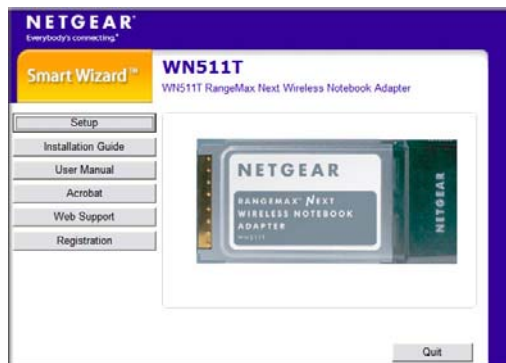 NETGEAR®
Everybody's connecting.®
Smart Wizard™
WN511T
WN511T RangeMax Next Wireless Notebook Adapter
Setup
Installation Guide
User Manual
Acrobat
Web Support
Registration
NETGEAR
RANGEMAX™ NEXT
WIRELESS NOTEBOOK
ADAPTER
WN511T
NETGEAR
Quit